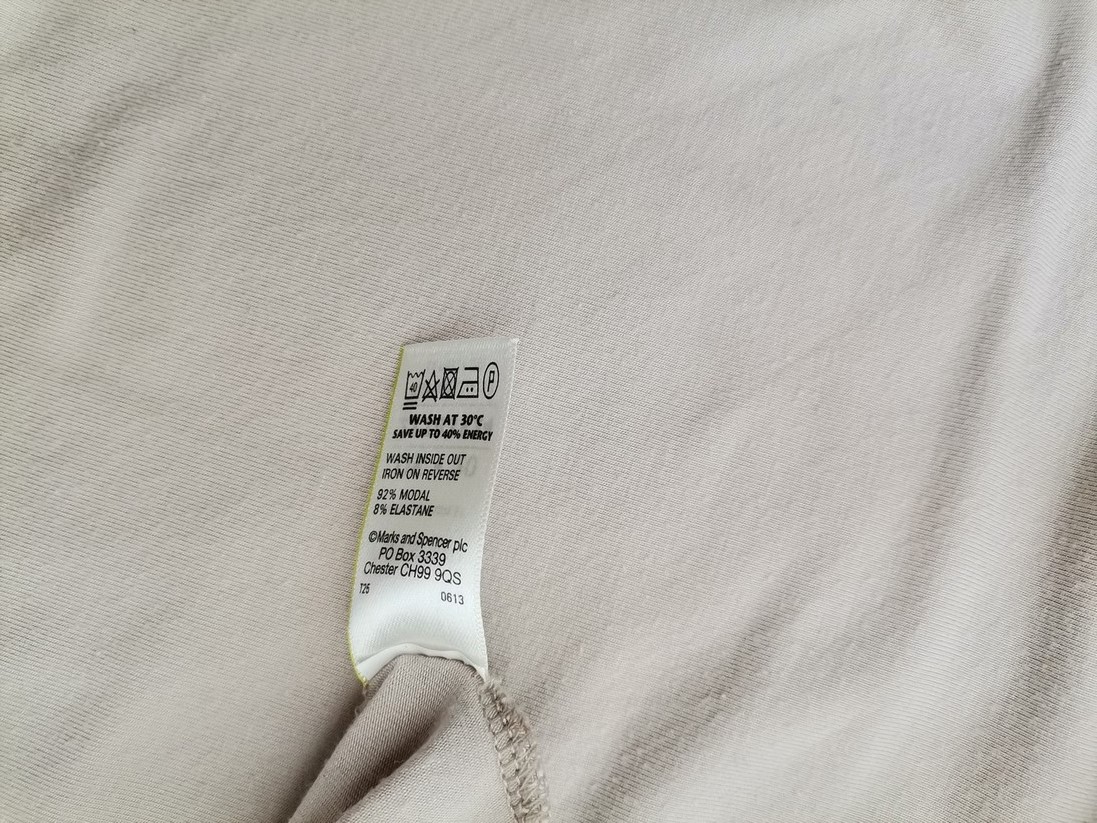 40 P
WASH AT 30°C
SAVE UP TO 40% ENERGY
WASH INSIDE OUT
IRON ON REVERSE
92% MODAL
8% ELASTANE
©Marks and Spencer plc
PO Box 3339
Chester CH99 9QS
T25 0613